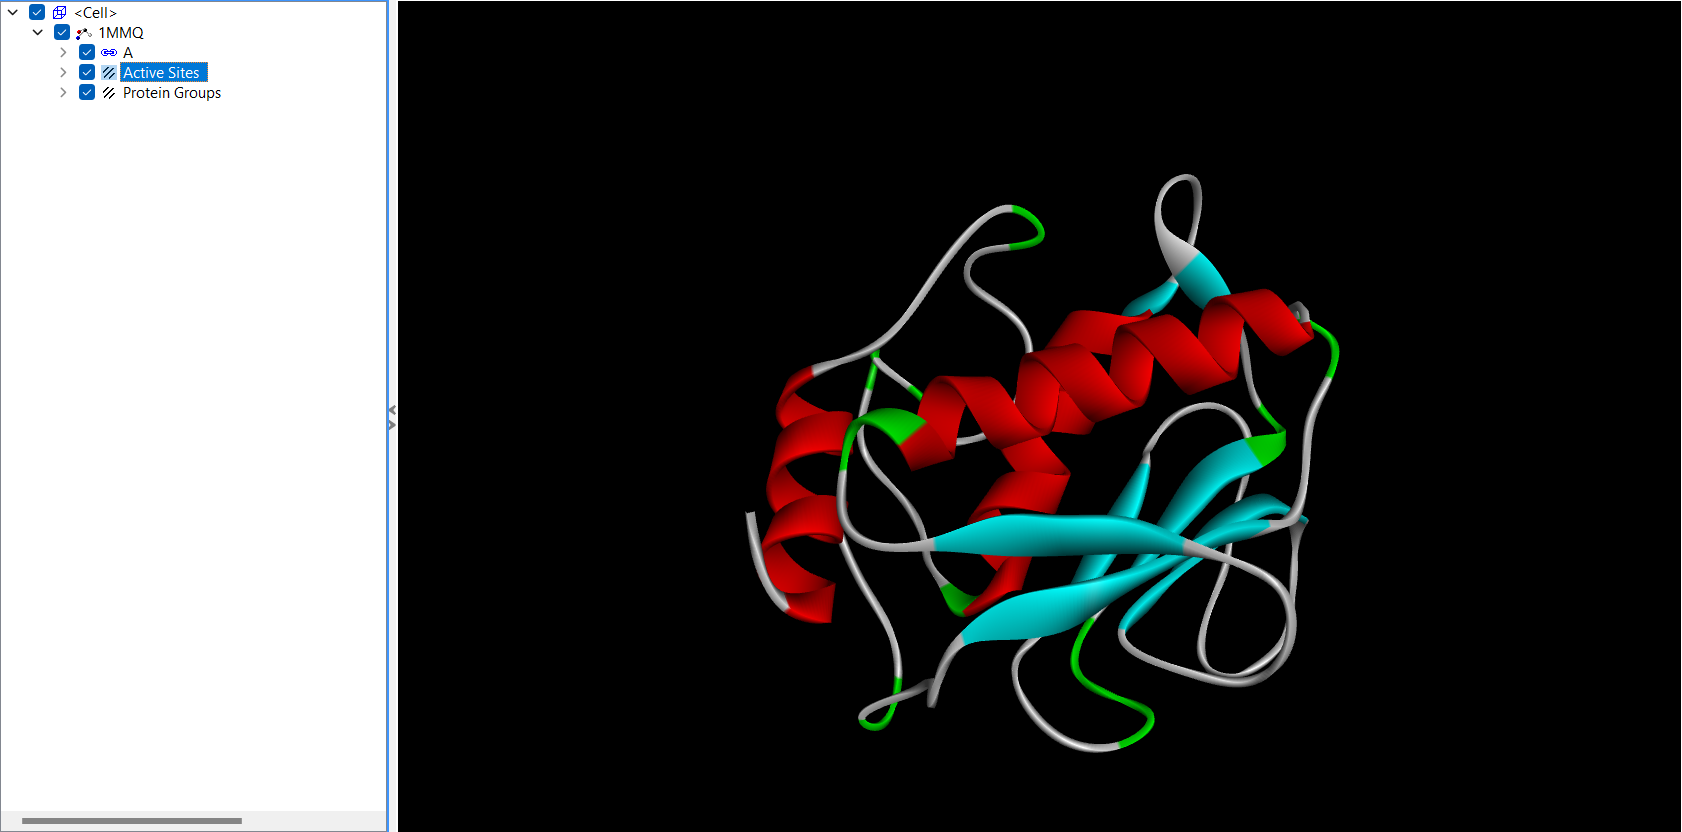 <Cell>
1MMQ
A
Active Sites
Protein Groups